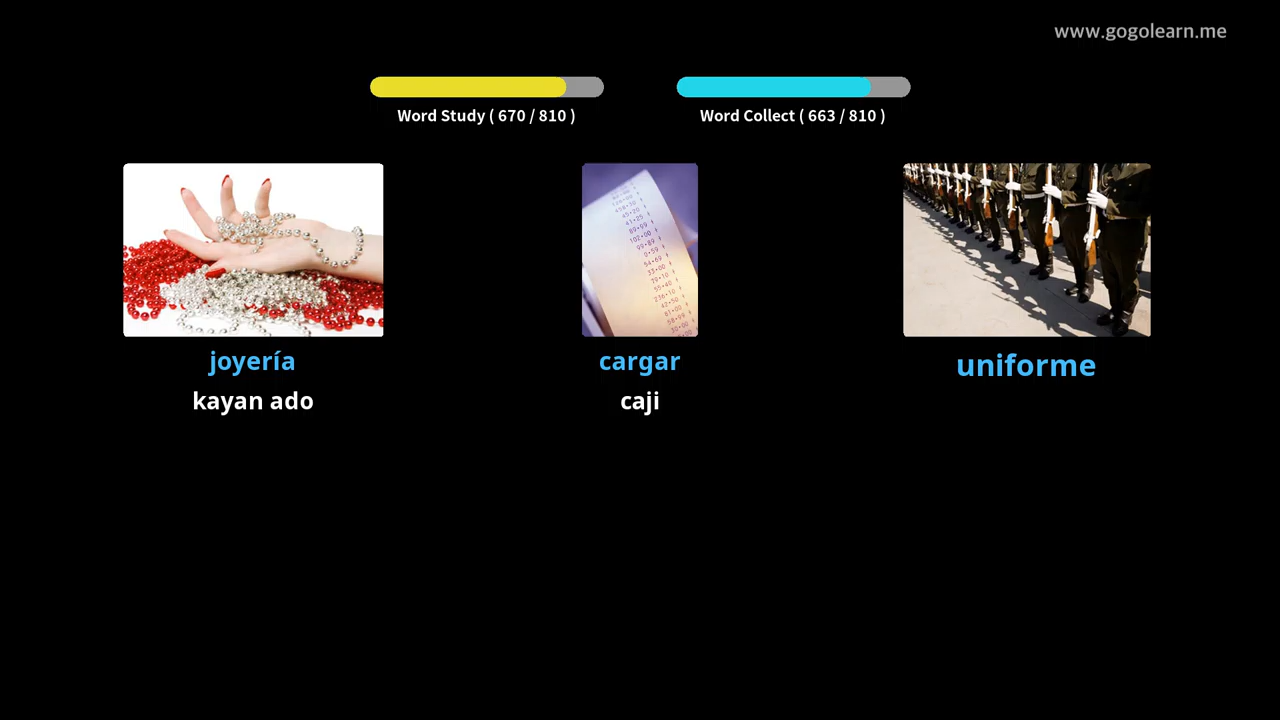 www.gogolearn.me
Word Study ( 670 / 810 )
Word Collect ( 663 / 810 )
joyería
cargar
uniforme
kayan ado
caji